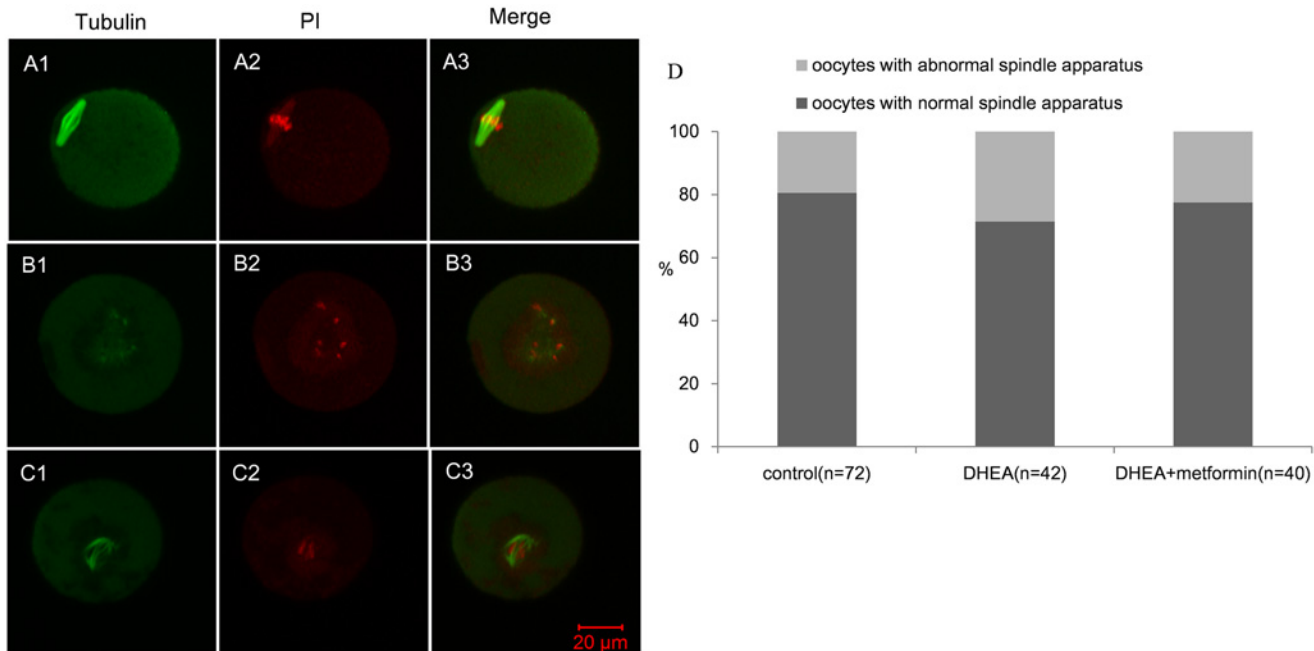 Tubulin PI Merge
A1 A2 A3
B1 B2 B3
C1 C2 C3
20 μm
D
oocytes with abnormal spindle apparatus
oocytes with normal spindle apparatus
100
80
60
%
40
20
0
control(n=72) DHEA(n=42) DHEA+metformin(n=40)